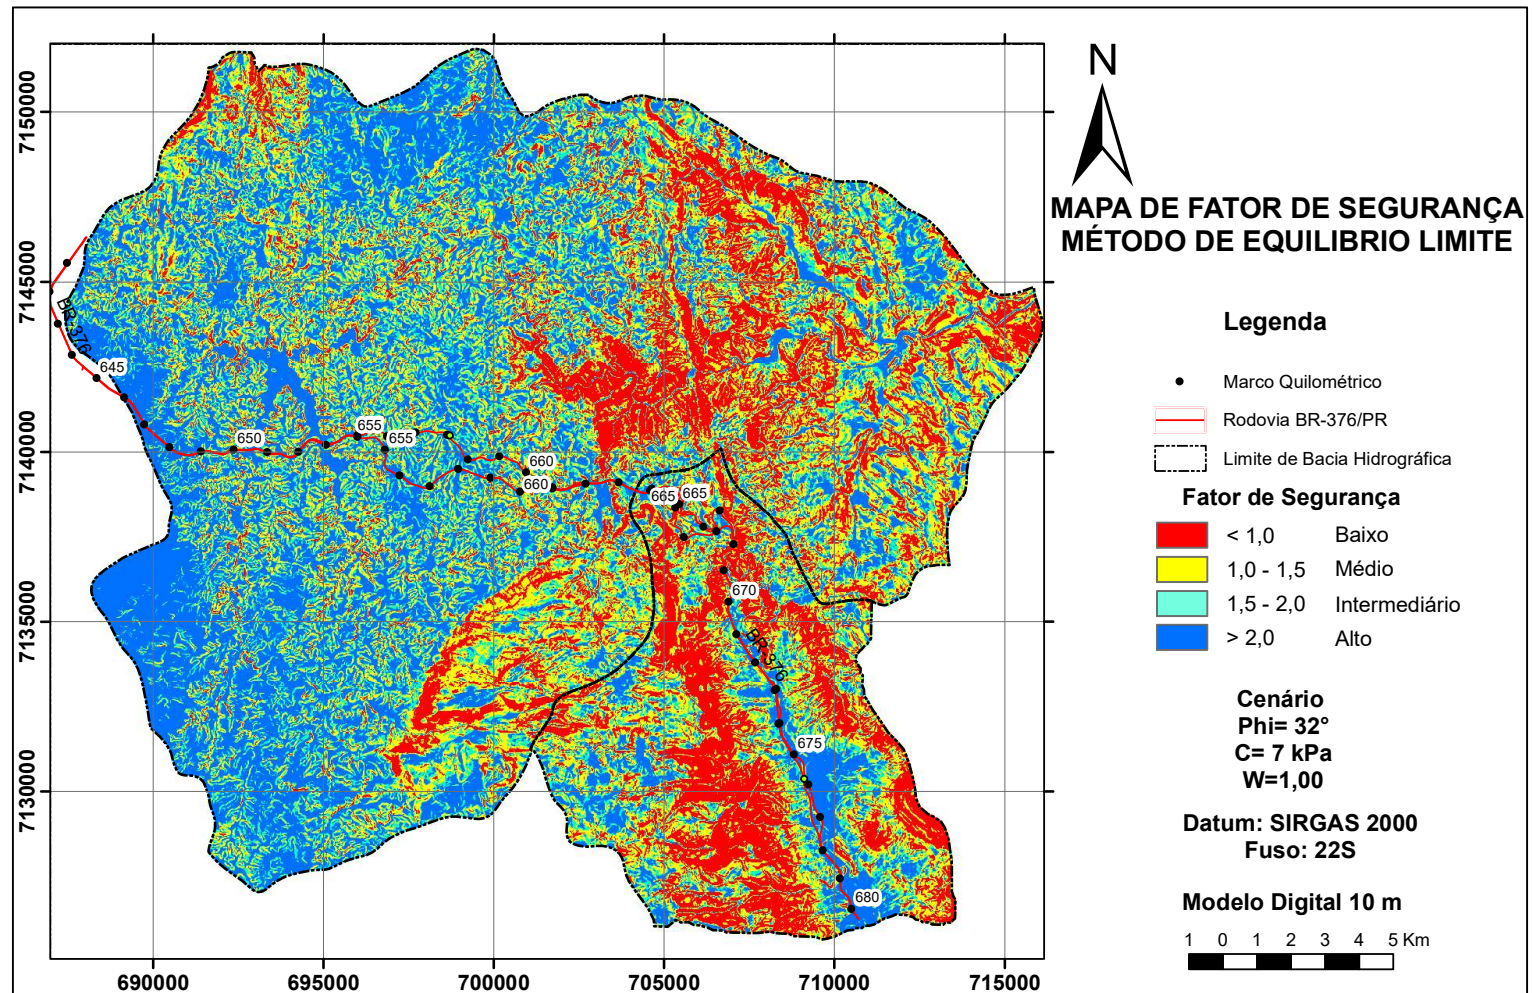 7150000
7145000
7140000
7135000
7130000
690000
695000
700000
705000
710000
715000
BR-376
645
650
655
655
660
660
665
665
670
BR-376
675
680
N
MAPA DE FATOR DE SEGURANÇA
MÉTODO DE EQUILIBRIO LIMITE
Legenda
Marco Quilométrico
Rodovia BR-376/PR
Limite de Bacia Hidrográfica
Fator de Segurança
< 1,0 Baixo
1,0 - 1,5 Médio
1,5 - 2,0 Intermediário
> 2,0 Alto
Cenário
Phi= 32°
C= 7 kPa
W=1,00
Datum: SIRGAS 2000
Fuso: 22S
Modelo Digital 10 m
1 0 1 2 3 4 5 Km